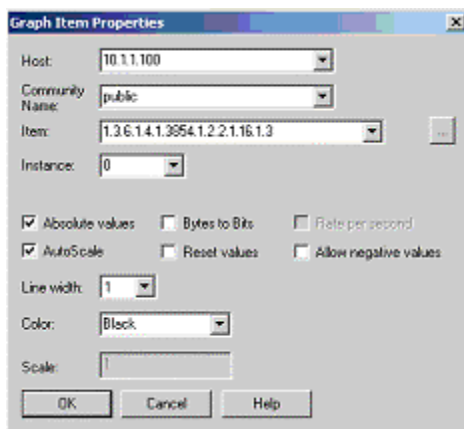 Graph Item Properties
Host: 10.1.1.100
Community Name: public
Item: 1.3.6.1.4.1.3854.1.2.2.1.16.1.3
...
Instance: 0
Absolute values Bytes to Bits Rate per second
AutoScale Reset values Allow negative values
Line width: 1
Color: Black
Scale: 1
OK Cancel Help